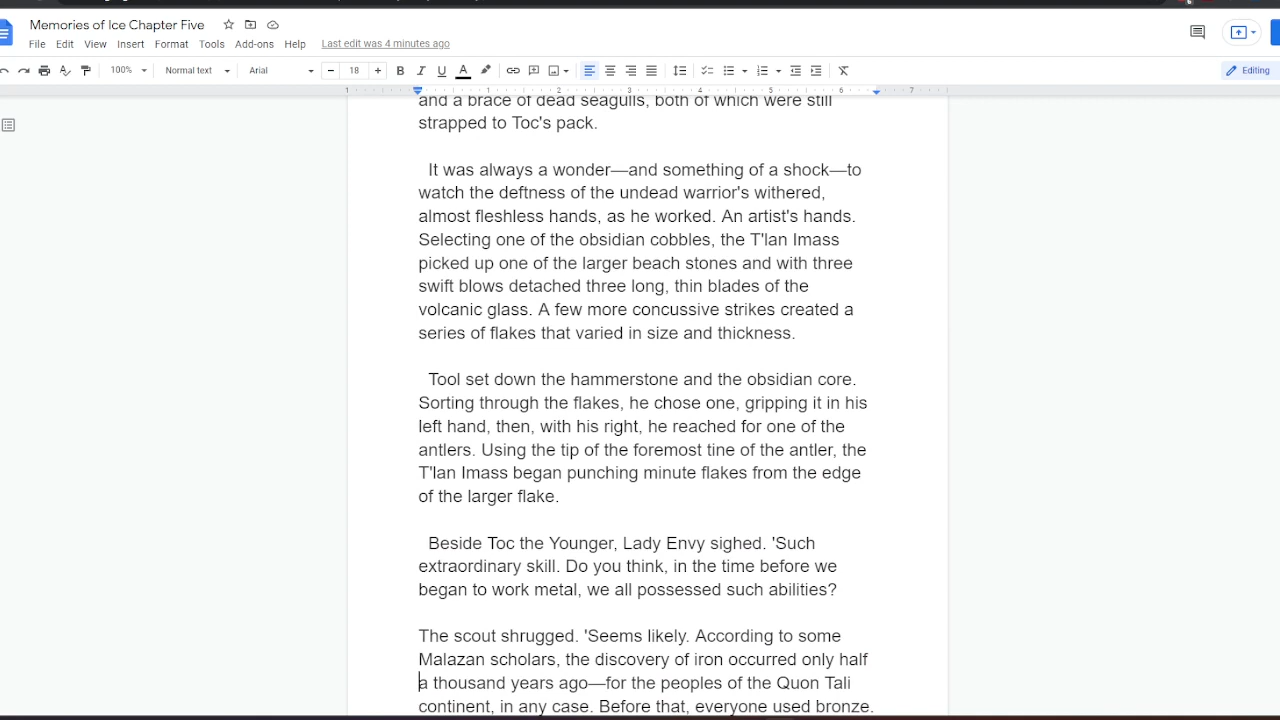 Memories of Ice Chapter Five
File Edit View Insert Format Tools Add-ons Help Last edit was 4 minutes ago
100% Normal text Arial 18 B I U A Editing
1 1 2 3 4 5 6 7
and a brace of dead seagulls, both of which were still
strapped to Toc's pack.
It was always a wonder—and something of a shock—to
watch the deftness of the undead warrior's withered,
almost fleshless hands, as he worked. An artist's hands.
Selecting one of the obsidian cobbles, the T'lan Imass
picked up one of the larger beach stones and with three
swift blows detached three long, thin blades of the
volcanic glass. A few more concussive strikes created a
series of flakes that varied in size and thickness.
Tool set down the hammerstone and the obsidian core.
Sorting through the flakes, he chose one, gripping it in his
left hand, then, with his right, he reached for one of the
antlers. Using the tip of the foremost tine of the antler, the
T'lan Imass began punching minute flakes from the edge
of the larger flake.
Beside Toc the Younger, Lady Envy sighed. 'Such
extraordinary skill. Do you think, in the time before we
began to work metal, we all possessed such abilities?
The scout shrugged. 'Seems likely. According to some
Malazan scholars, the discovery of iron occurred only half
a thousand years ago—for the peoples of the Quon Tali
continent, in any case. Before that, everyone used bronze.